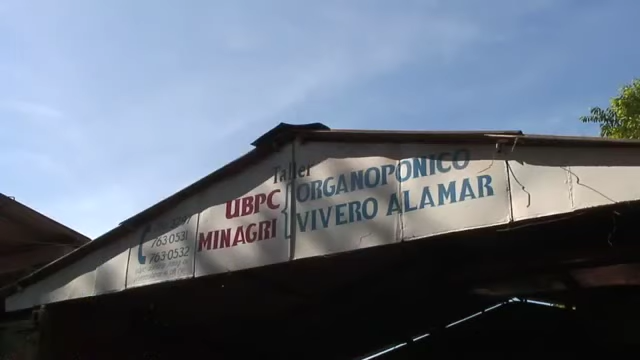 Taller
UBPC
MINAGRI
ORGANOPONICO
VIVERO ALAMAR
763 0531
763 0532